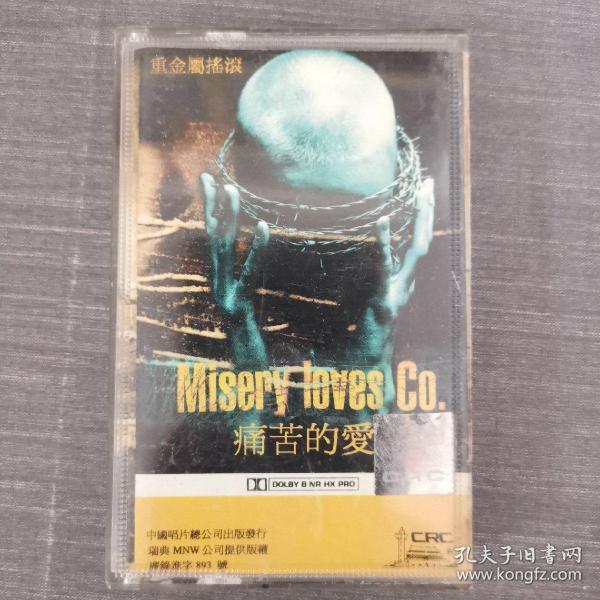 重金屬搖滾
Misery loves Co.
痛苦的愛
CRC
DOLBY B NR HX PRO
中國唱片總公司出版發行
瑞典 MNW 公司提供版權
廣錄准字 893 號
CRC
孔夫子旧书网
www.kongfz.com